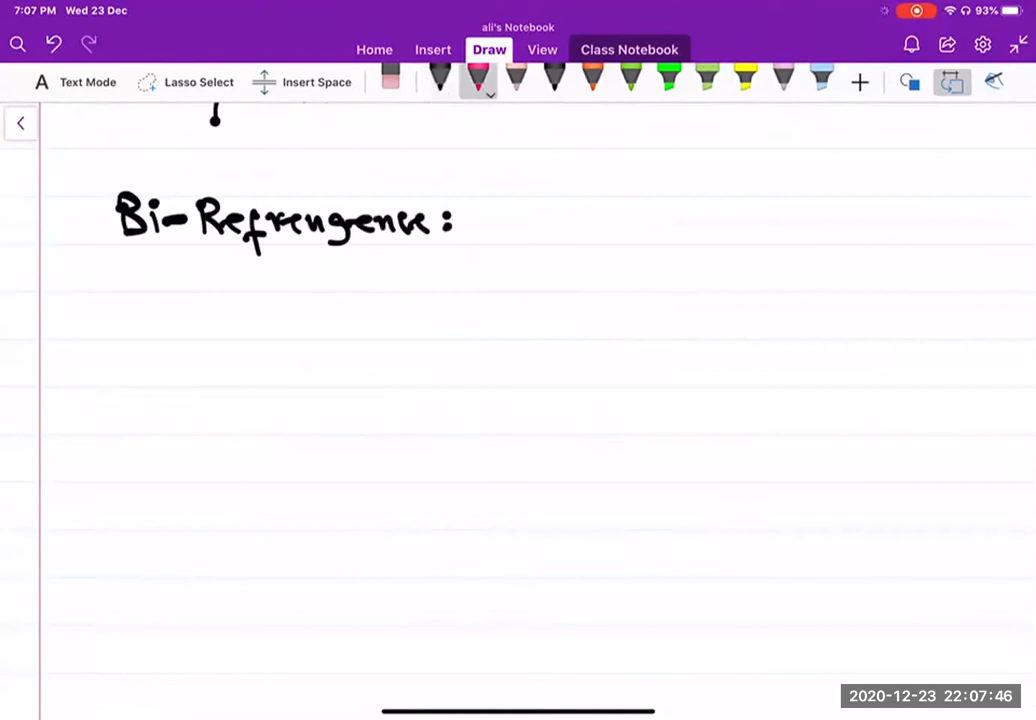 7:07 PM Wed 23 Dec
93%
ali's Notebook
Home Insert Draw View Class Notebook
A Text Mode Lasso Select Insert Space
Bi-Refrengence:
2020-12-23 22:07:46